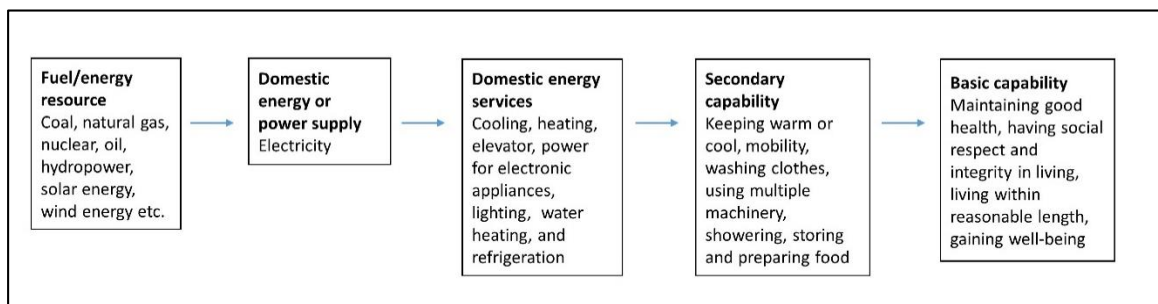 Fuel/energy
resource
Coal, natural gas,
nuclear, oil,
hydropower,
solar energy,
wind energy etc.
Domestic
energy or
power supply
Electricity
Domestic energy
services
Cooling, heating,
elevator, power
for electronic
appliances,
lighting, water
heating, and
refrigeration
Secondary
capability
Keeping warm or
cool, mobility,
washing clothes,
using multiple
machinery,
showering, storing
and preparing food
Basic capability
Maintaining good
health, having social
respect and
integrity in living,
living within
reasonable length,
gaining well-being